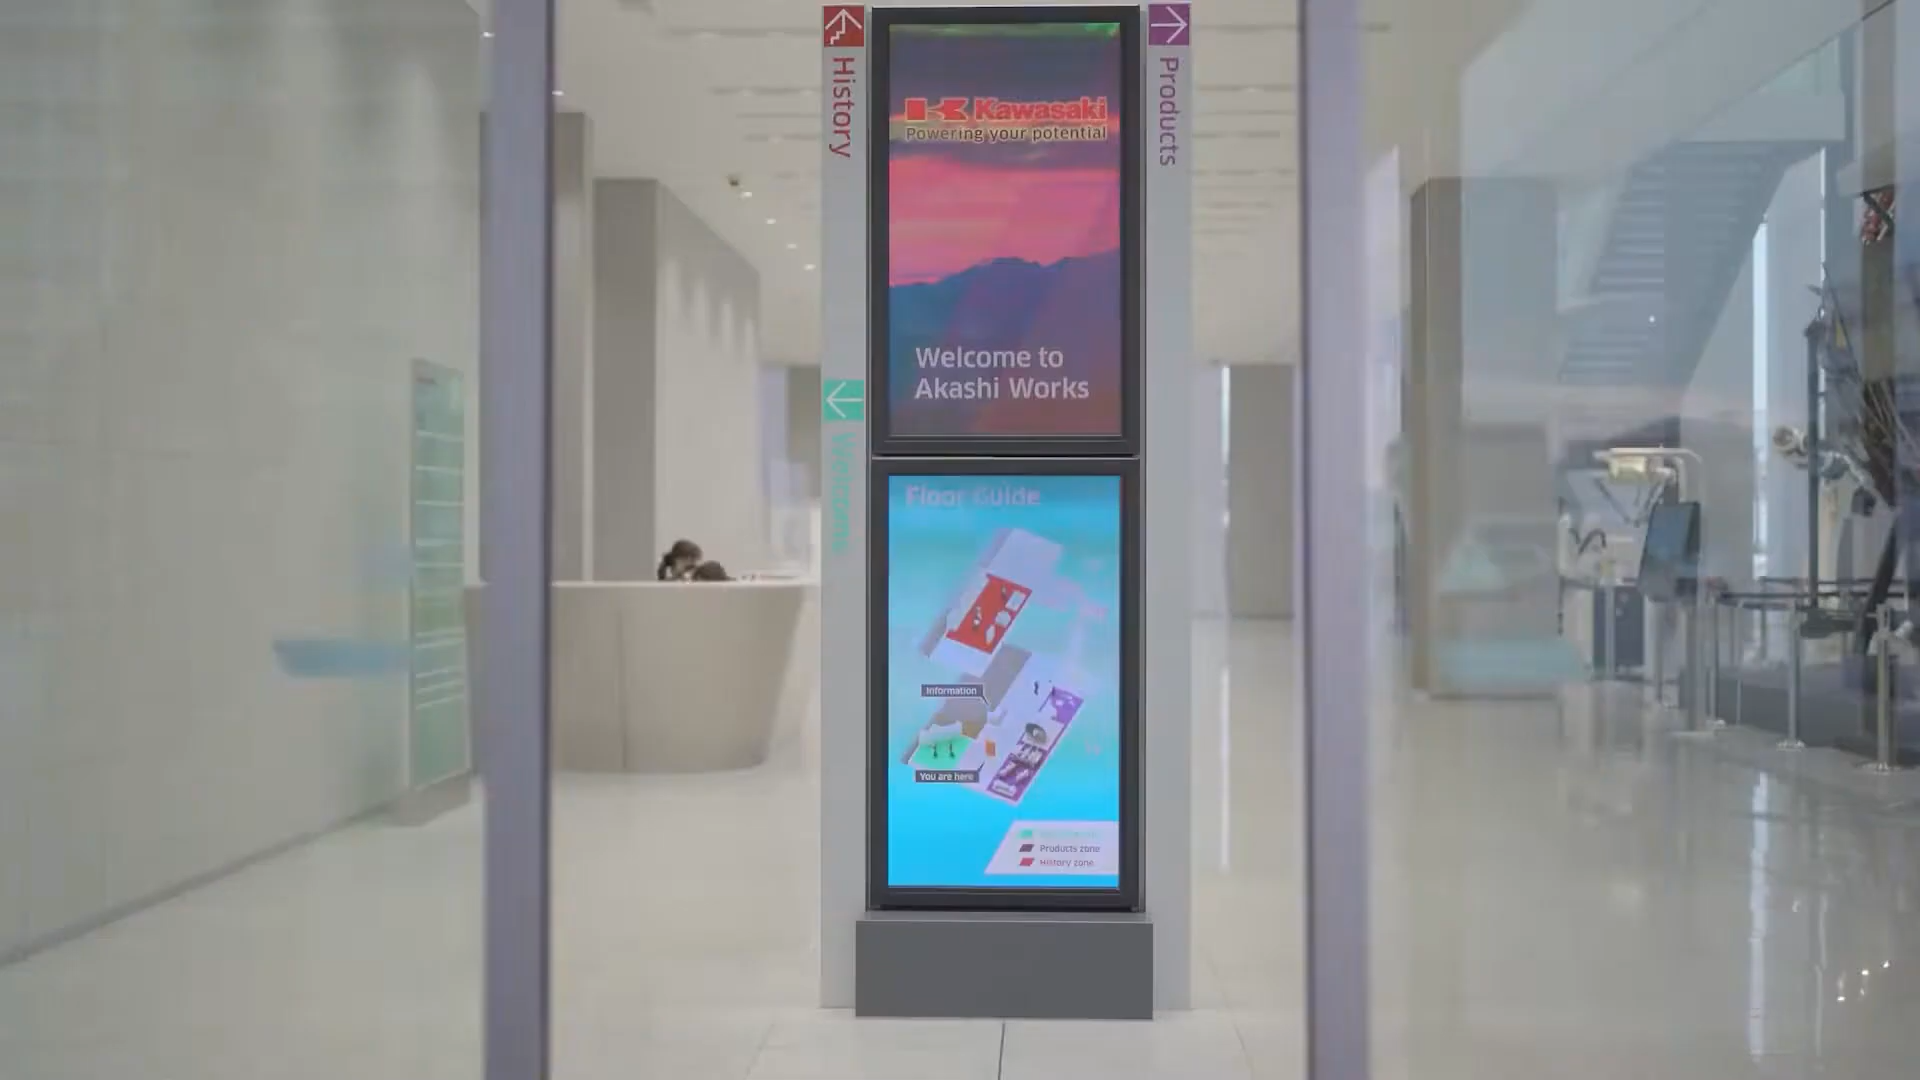 History
Products
Kawasaki
Powering your potential
Welcome to
Akashi Works
Welcome
Floor Guide
Information
You are here
Products zone
History zone